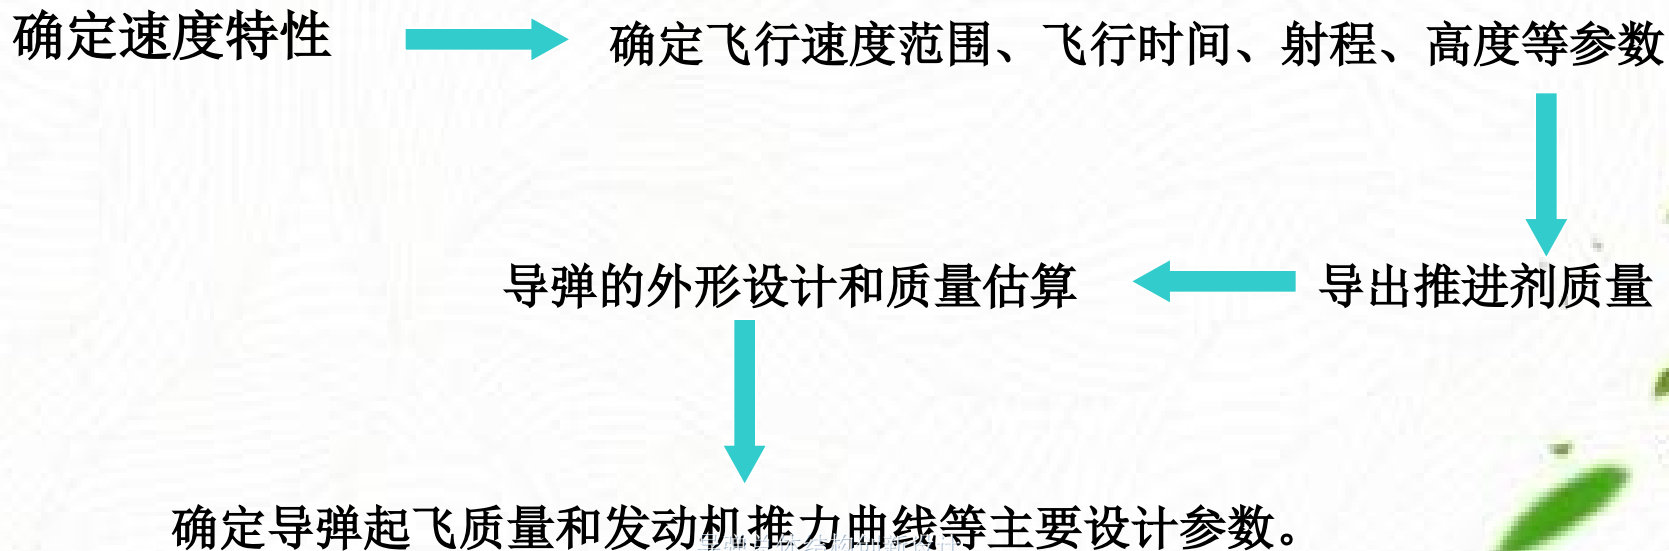 确定速度特性
确定飞行速度范围、飞行时间、射程、高度等参数
导出推进剂质量
导弹的外形设计和质量估算
确定导弹起飞质量和发动机推力曲线等主要设计参数。